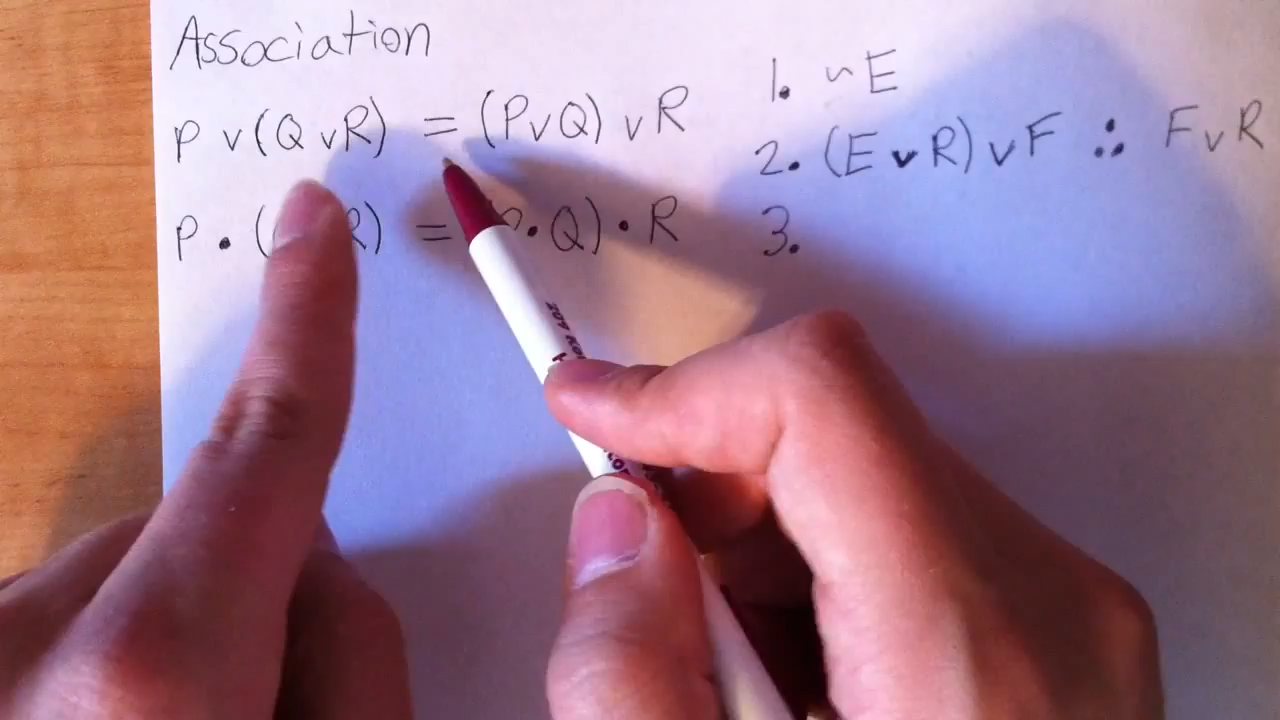 Association
P v (Q v R) = (P v Q) v R
P • ( R) = P • Q) • R
1. ~E
2. (E v R) v F ∴ F v R
3.